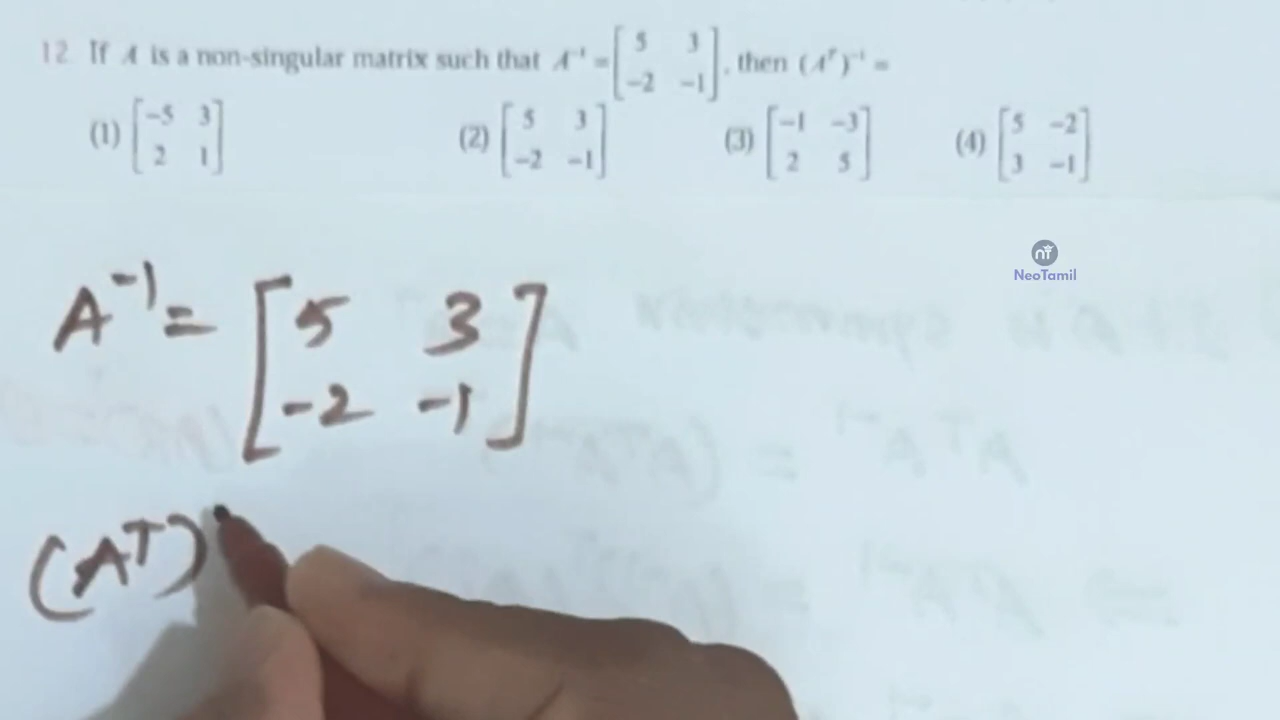 12. If A is a non-singular matrix such that A⁻¹ = [5 3; -2 -1], then (Aᵀ)⁻¹ =
(1) [-5 3; 2 1] (2) [5 3; -2 -1] (3) [-1 -3; 2 5] (4) [5 -2; 3 -1]
NeoTamil
A⁻¹ = [5 3; -2 -1]
(Aᵀ)